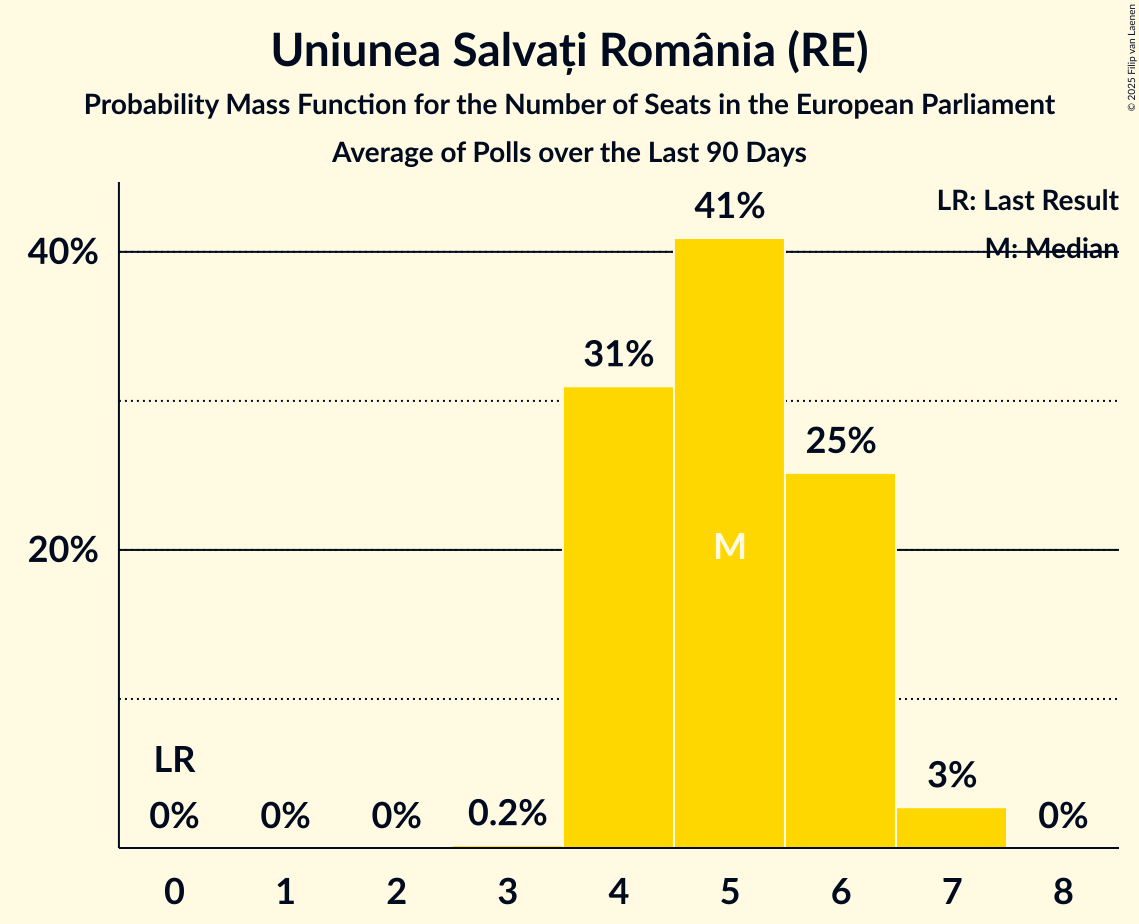 Uniunea Salvați România (RE)
Probability Mass Function for the Number of Seats in the European Parliament
Average of Polls over the Last 90 Days
© 2025 Filip van Laenen
LR: Last Result
M: Median
40%
20%
41%
31%
25%
M
LR
0%
0%
0%
0.2%
3%
0%
0 1 2 3 4 5 6 7 8